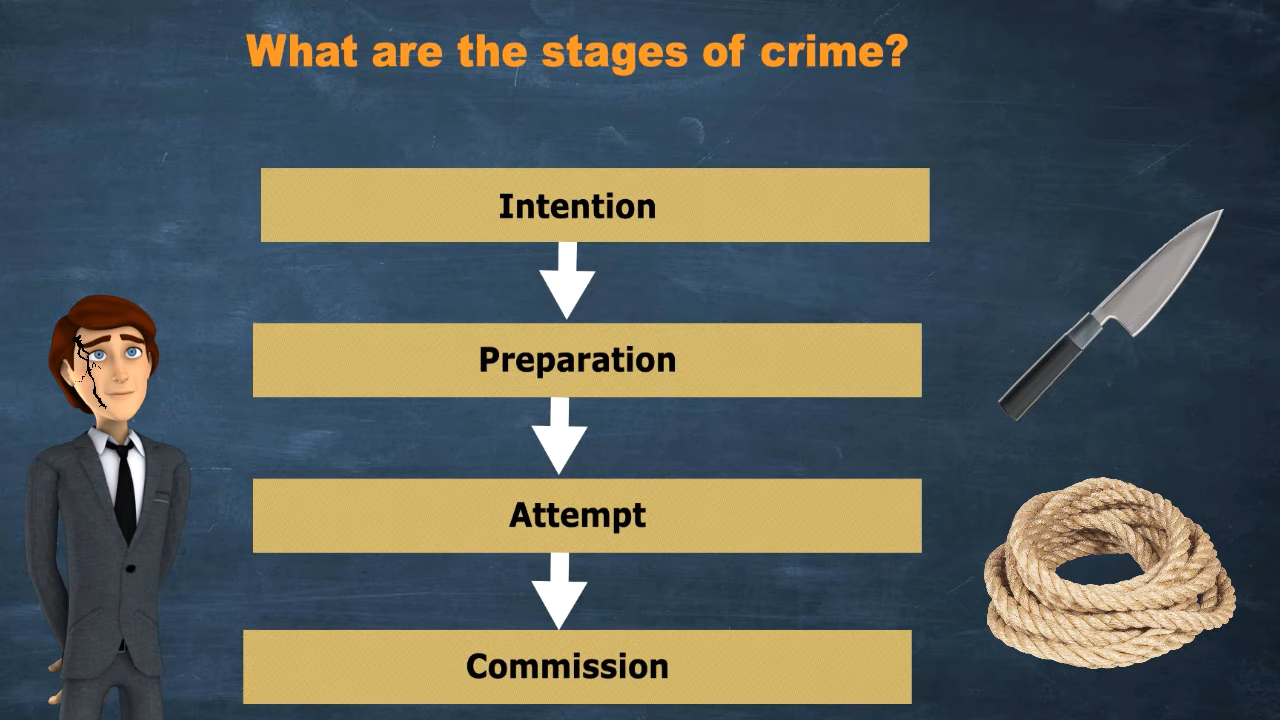 What are the stages of crime?
Intention
Preparation
Attempt
Commission